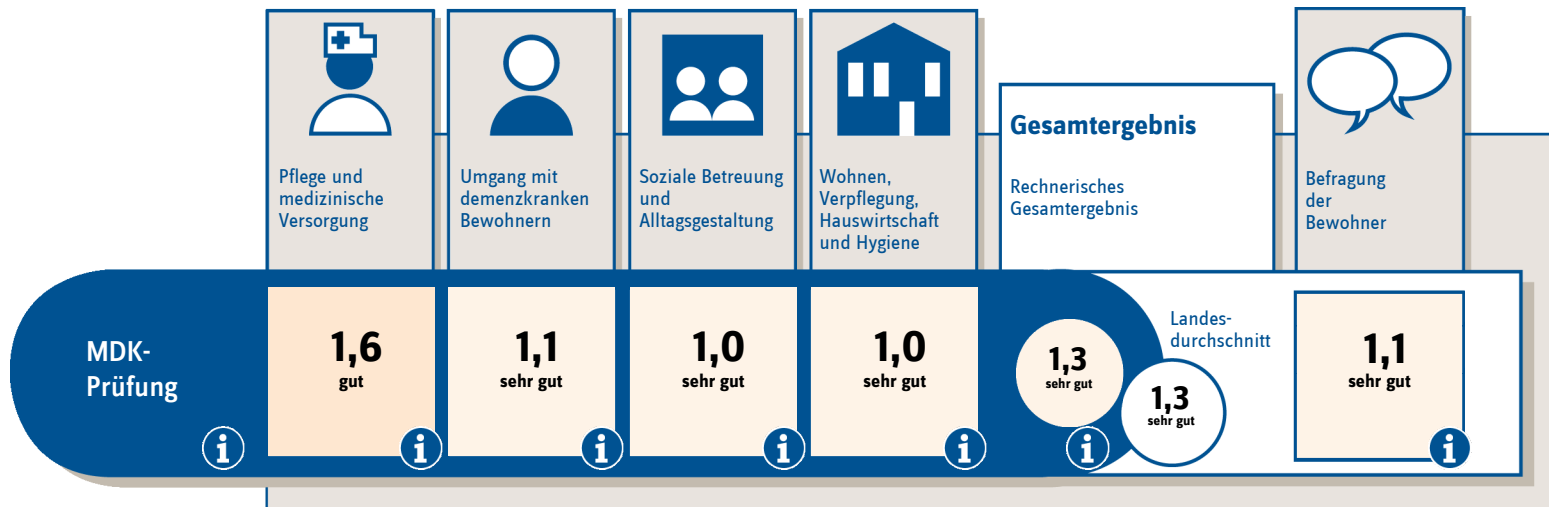 Pflege und
medizinische
Versorgung
Umgang mit
demenzkranken
Bewohnern
Soziale Betreuung
und
Alltagsgestaltung
Wohnen,
Verpflegung,
Hauswirtschaft
und Hygiene
Gesamtergebnis
Rechnerisches
Gesamtergebnis
Befragung
der
Bewohner
MDK-
Prüfung
i
1,6
gut
i
1,1
sehr gut
i
1,0
sehr gut
i
1,0
sehr gut
i
1,3
sehr gut
i
Landes-
durchschnitt
1,3
sehr gut
1,1
sehr gut
i